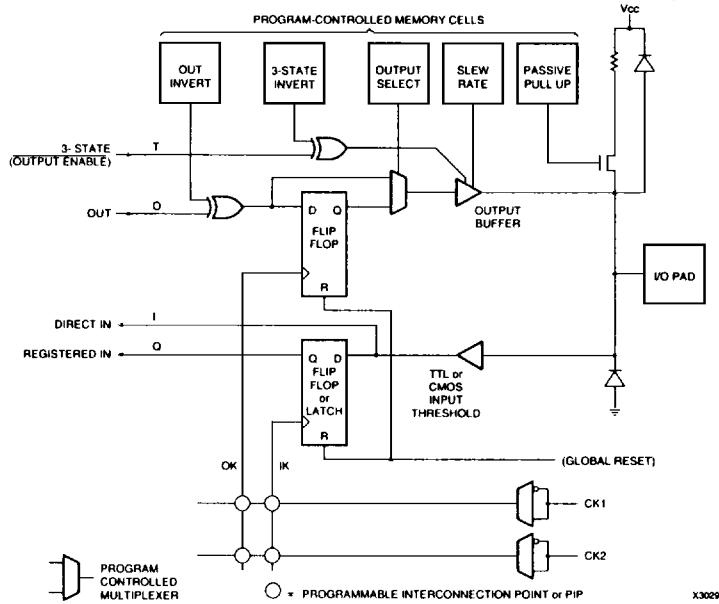 PROGRAM-CONTROLLED MEMORY CELLS
Vcc
OUT
INVERT
3-STATE
INVERT
OUTPUT
SELECT
SLEW
RATE
PASSIVE
PULL UP
3- STATE
(OUTPUT ENABLE)
T
OUT
O
D Q
FLIP
FLOP
R
OUTPUT
BUFFER
I/O PAD
DIRECT IN
I
REGISTERED IN
Q
Q D
FLIP
FLOP
or
LATCH
R
TTL or
CMOS
INPUT
THRESHOLD
OK
IK
(GLOBAL RESET)
CK1
CK2
PROGRAM
CONTROLLED
MULTIPLEXER
= PROGRAMMABLE INTERCONNECTION POINT or PIP
X3029